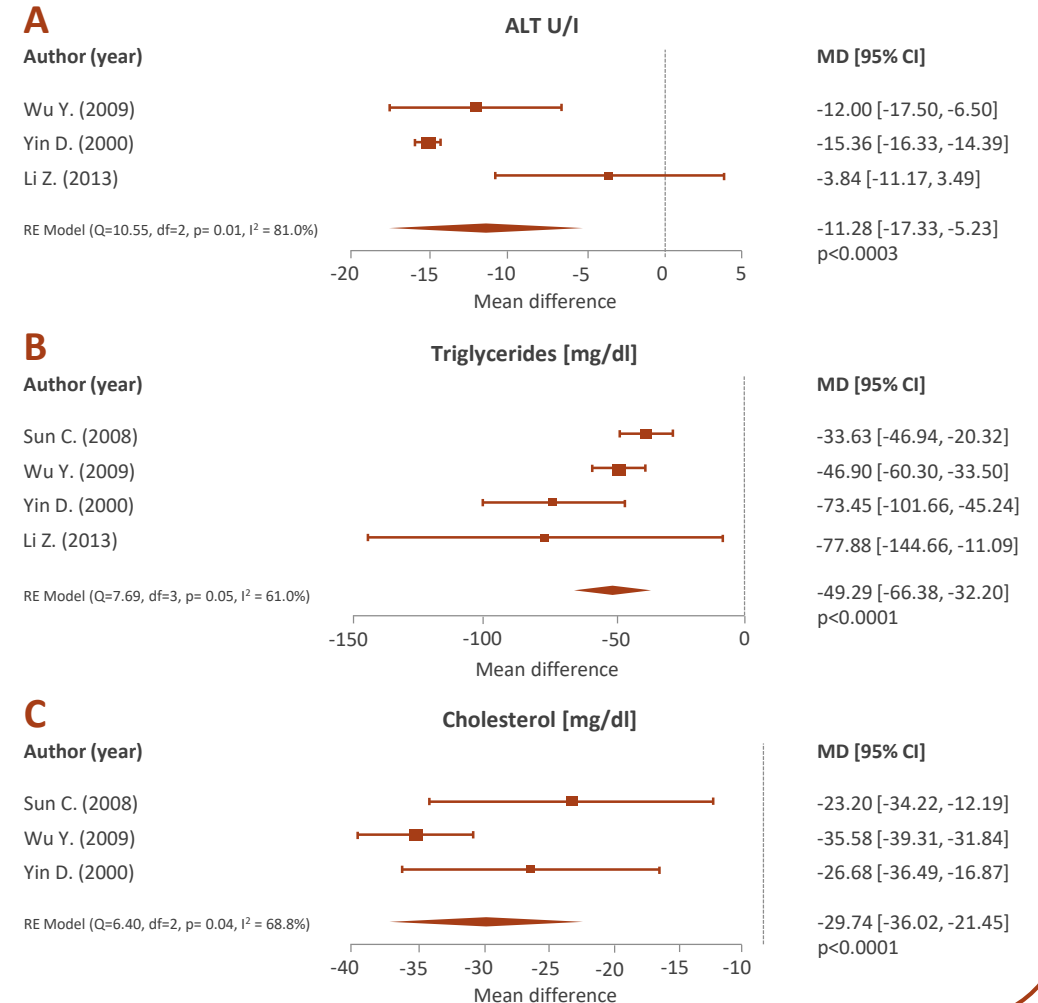 A
ALT U/I
Author (year) MD [95% CI]
Wu Y. (2009) -12.00 [-17.50, -6.50]
Yin D. (2000) -15.36 [-16.33, -14.39]
Li Z. (2013) -3.84 [-11.17, 3.49]
RE Model (Q=10.55, df=2, p= 0.01, I² = 81.0%) -11.28 [-17.33, -5.23]
p<0.0003
-20 -15 -10 -5 0 5
Mean difference
B
Triglycerides [mg/dl]
Author (year) MD [95% CI]
Sun C. (2008) -33.63 [-46.94, -20.32]
Wu Y. (2009) -46.90 [-60.30, -33.50]
Yin D. (2000) -73.45 [-101.66, -45.24]
Li Z. (2013) -77.88 [-144.66, -11.09]
RE Model (Q=7.69, df=3, p= 0.05, I² = 61.0%) -49.29 [-66.38, -32.20]
p<0.0001
-150 -100 -50 0
Mean difference
C
Cholesterol [mg/dl]
Author (year) MD [95% CI]
Sun C. (2008) -23.20 [-34.22, -12.19]
Wu Y. (2009) -35.58 [-39.31, -31.84]
Yin D. (2000) -26.68 [-36.49, -16.87]
RE Model (Q=6.40, df=2, p= 0.04, I² = 68.8%) -29.74 [-36.02, -21.45]
p<0.0001
-40 -35 -30 -25 -20 -15 -10
Mean difference